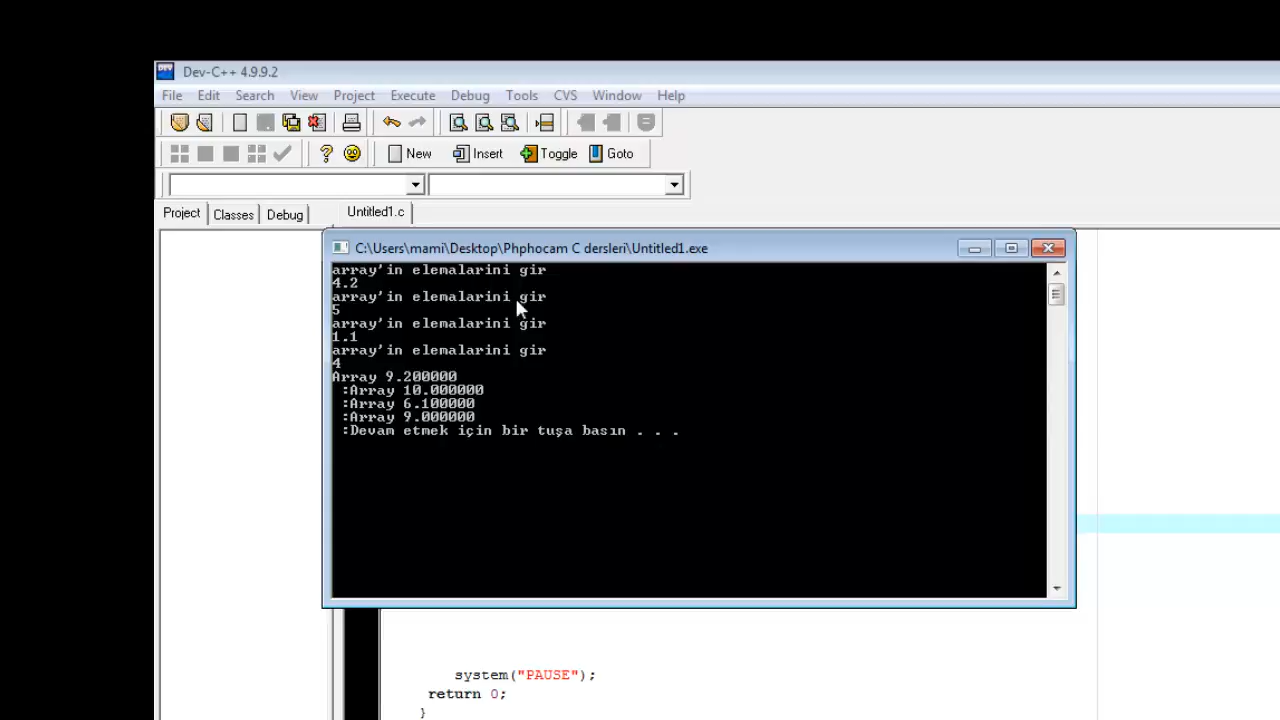 Dev-C++ 4.9.9.2
File Edit Search View Project Execute Debug Tools CVS Window Help
New Insert Toggle Goto
Project Classes Debug Untitled1.c
C:\Users\mami\Desktop\Phphocam C dersleri\Untitled1.exe
array'in elemalarini gir
4.2
array'in elemalarini gir
5
array'in elemalarini gir
1.1
array'in elemalarini gir
4
Array 9.200000
:Array 10.000000
:Array 6.100000
:Array 9.000000
:Devam etmek için bir tuşa basın . . .
system("PAUSE");
return 0;
}